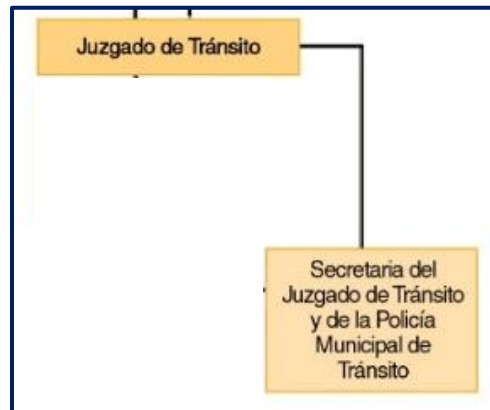 Juzgado de Tránsito
Secretaria del
Juzgado de Tránsito
y de la Policía
Municipal de
Tránsito